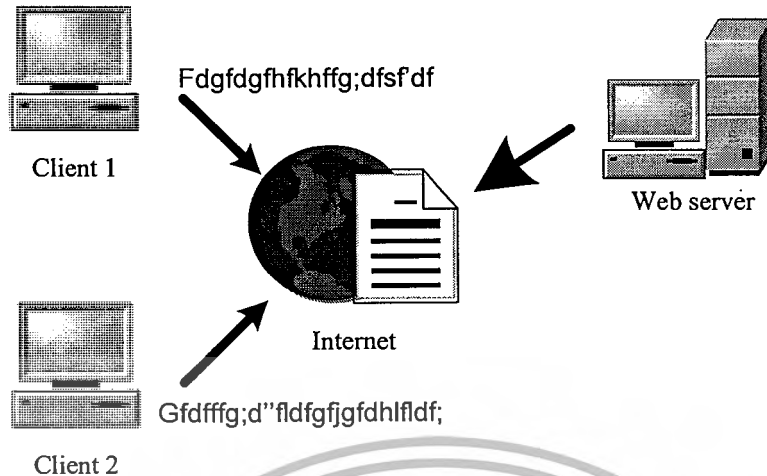 Fdgfdgfhfkhffg;dfsf'df
Client 1
Web server
Internet
Gfdfffg;d''fldfgfjgfdhlfldf;
Client 2